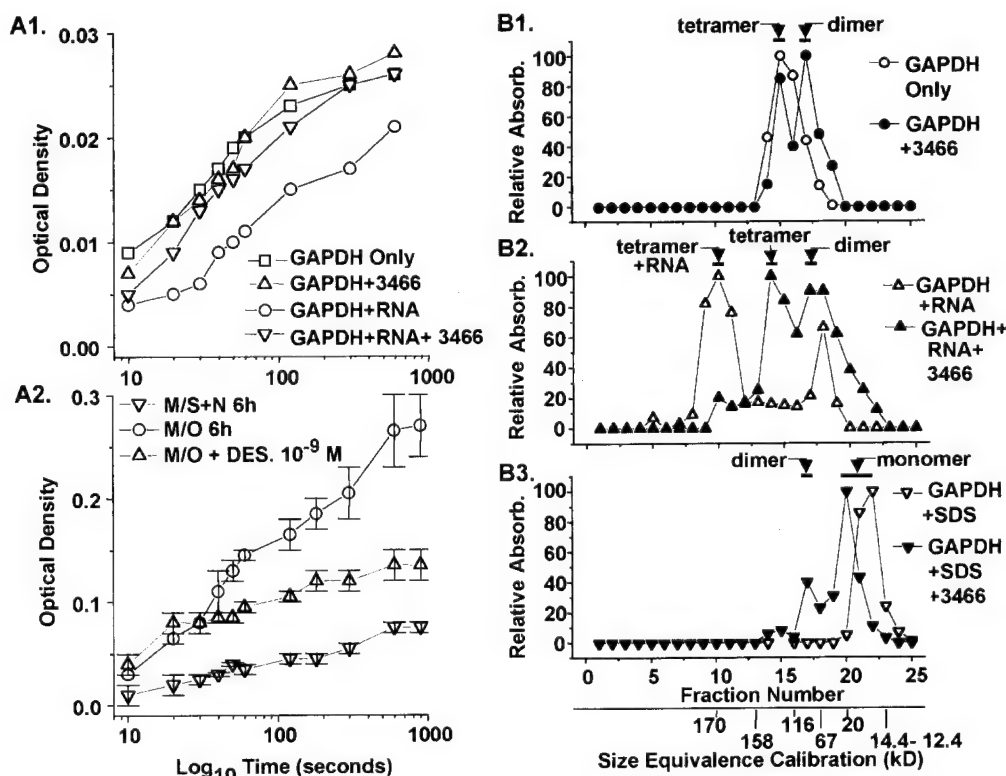 A1.
0.03
0.02
0.01
0.00
Optical Density
GAPDH Only
GAPDH+3466
GAPDH+RNA
GAPDH+RNA+ 3466
10
100
1000
A2.
0.3
0.2
0.1
0.0
Optical Density
M/S+N 6h
M/O 6h
M/O + DES. 10⁻⁹ M
10
100
1000
Log₁₀ Time (seconds)
B1.
tetramer
dimer
100
80
60
40
20
0
Relative Absorb.
GAPDH
Only
GAPDH
+3466
B2.
tetramer
+RNA
tetramer
dimer
100
80
60
40
20
0
Relative Absorb.
GAPDH
+RNA
GAPDH+
RNA+
3466
B3.
dimer
monomer
100
80
60
40
20
0
Relative Absorb.
GAPDH
+SDS
GAPDH
+SDS
+3466
0 5 10 15 20 25
Fraction Number
170
158
116
67
20
14.4- 12.4
Size Equivalence Calibration (kD)